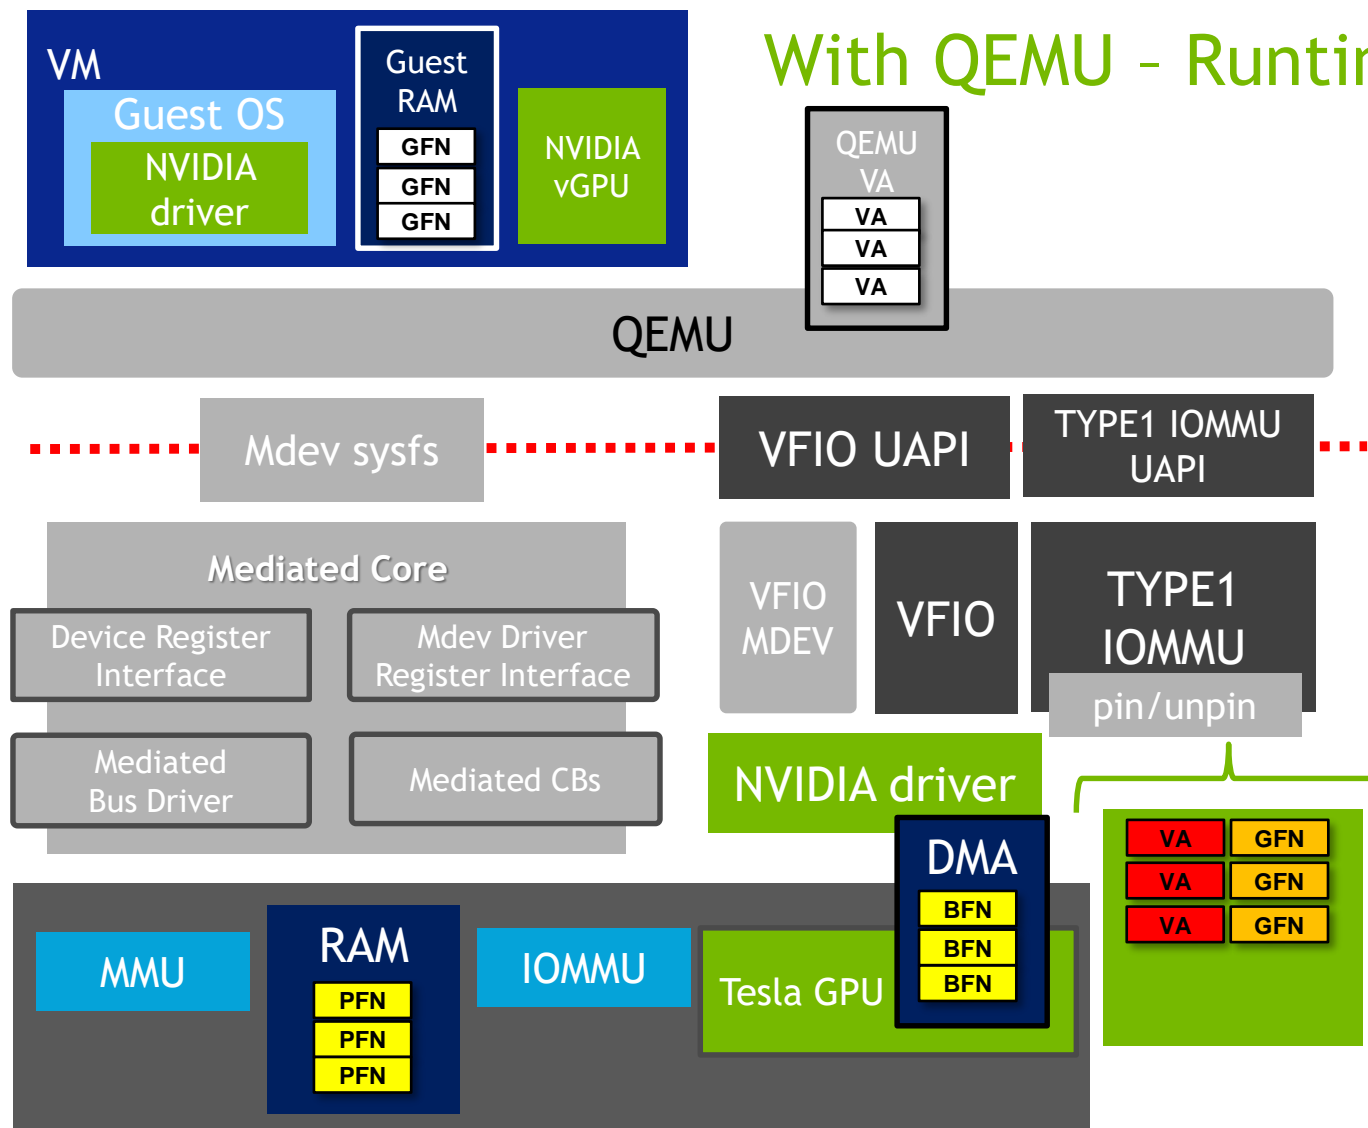 With QEMU – Runtim
VM
Guest OS
NVIDIA
driver
Guest
RAM
GFN
GFN
GFN
NVIDIA
vGPU
QEMU
VA
VA
VA
VA
QEMU
Mdev sysfs
VFIO UAPI
TYPE1 IOMMU
UAPI
Mediated Core
Device Register
Interface
Mdev Driver
Register Interface
Mediated
Bus Driver
Mediated CBs
VFIO
MDEV
VFIO
TYPE1
IOMMU
pin/unpin
NVIDIA driver
DMA
BFN
BFN
BFN
VA GFN
VA GFN
VA GFN
MMU
RAM
PFN
PFN
PFN
IOMMU
Tesla GPU